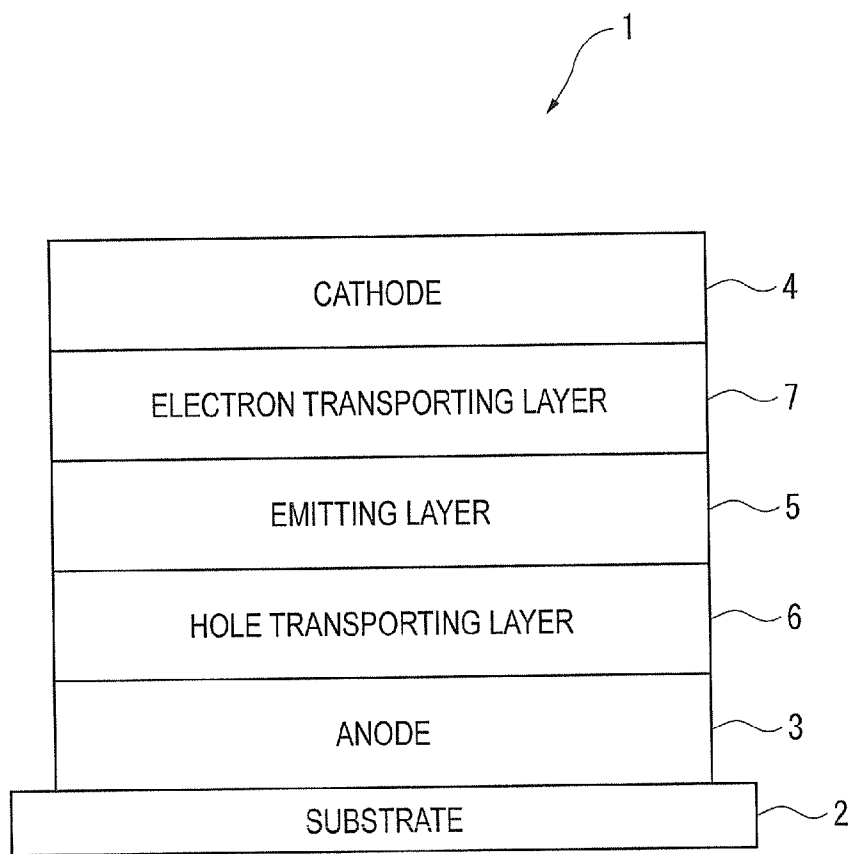 1
CATHODE 4
ELECTRON TRANSPORTING LAYER 7
EMITTING LAYER 5
HOLE TRANSPORTING LAYER 6
ANODE 3
SUBSTRATE 2